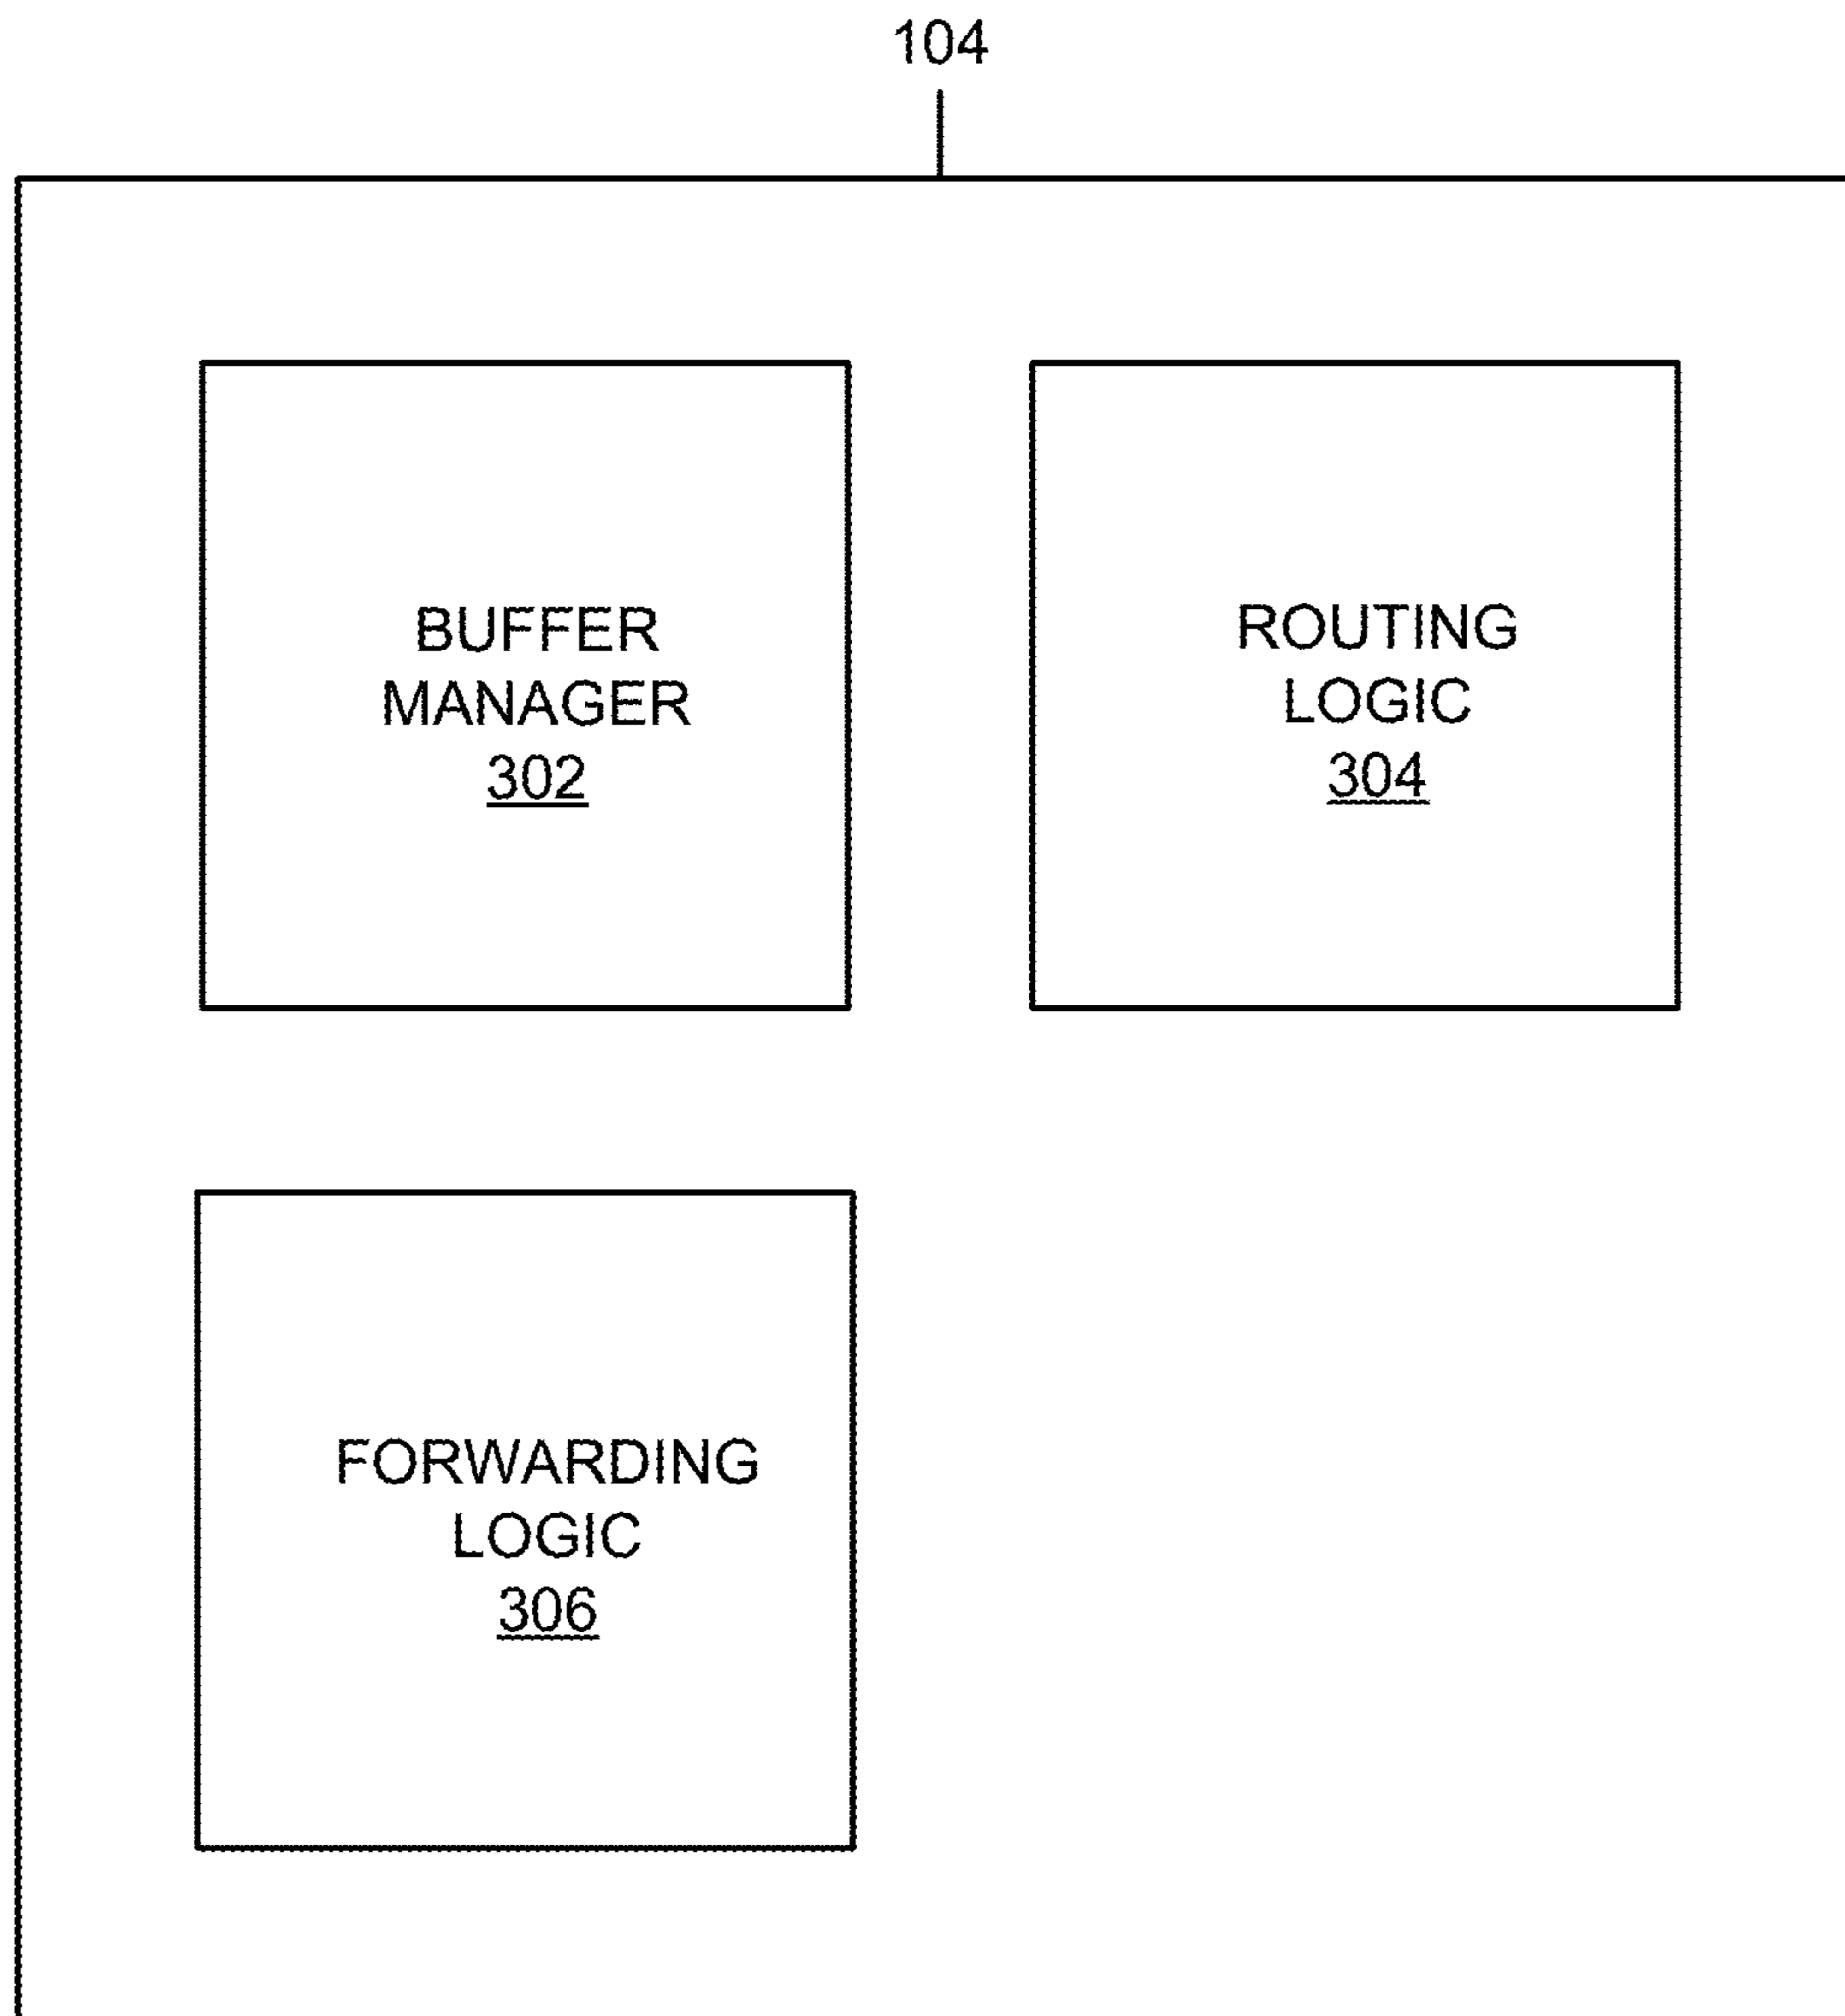 104
BUFFER
MANAGER
302
ROUTING
LOGIC
304
FORWARDING
LOGIC
306